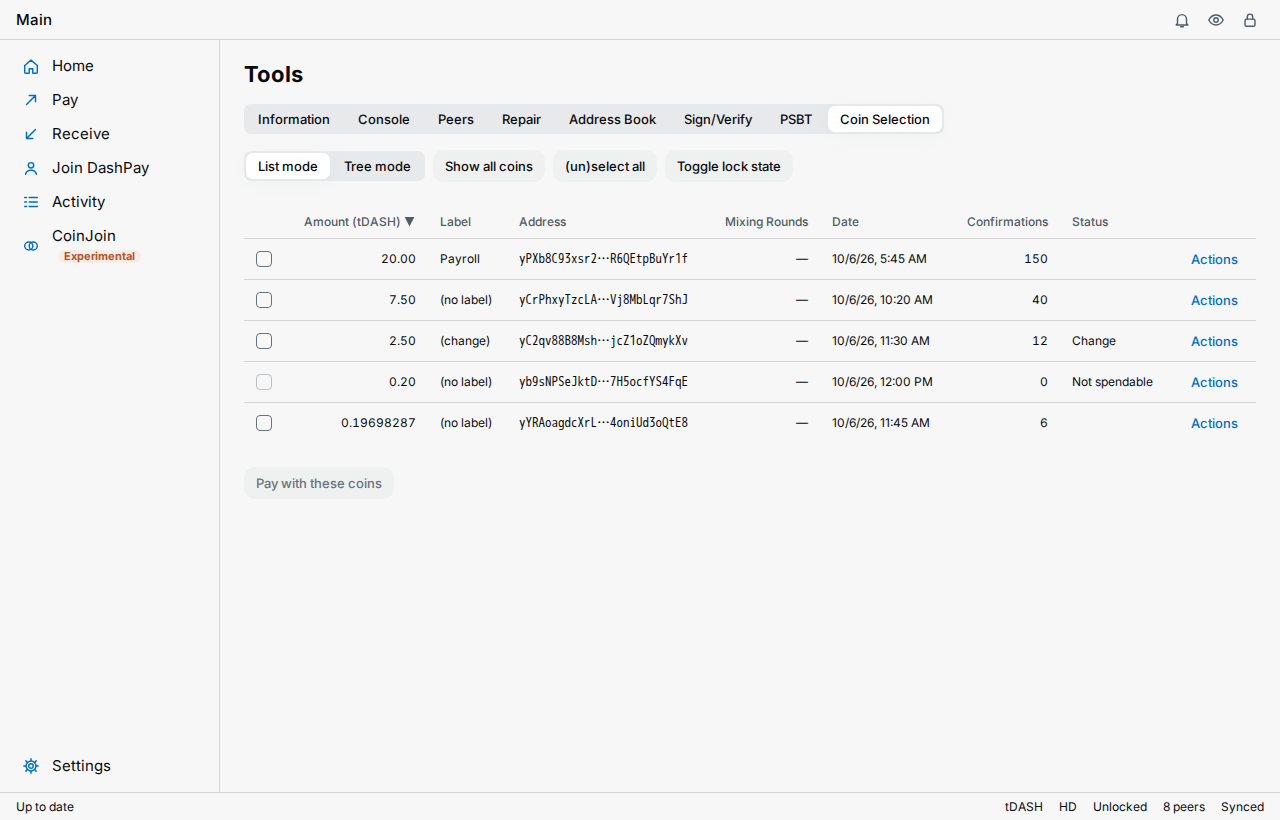 Main
Home
Pay
Receive
Join DashPay
Activity
CoinJoin
Experimental
Settings
Tools
Information Console Peers Repair Address Book Sign/Verify PSBT Coin Selection
List mode Tree mode Show all coins (un)select all Toggle lock state
Amount (tDASH) ▼ Label Address Mixing Rounds Date Confirmations Status
20.00 Payroll yPXb8C93xsr2⋯R6QEtpBuYr1f — 10/6/26, 5:45 AM 150 Actions
7.50 (no label) yCrPhxyTzcLA⋯Vj8MbLqr7ShJ — 10/6/26, 10:20 AM 40 Actions
2.50 (change) yC2qv88B8Msh⋯jcZ1oZQmykXv — 10/6/26, 11:30 AM 12 Change Actions
0.20 (no label) yb9sNPSeJktD⋯7H5ocfYS4FqE — 10/6/26, 12:00 PM 0 Not spendable Actions
0.19698287 (no label) yYRAoagdcXrL⋯4oniUd3oQtE8 — 10/6/26, 11:45 AM 6 Actions
Pay with these coins
Up to date tDASH HD Unlocked 8 peers Synced